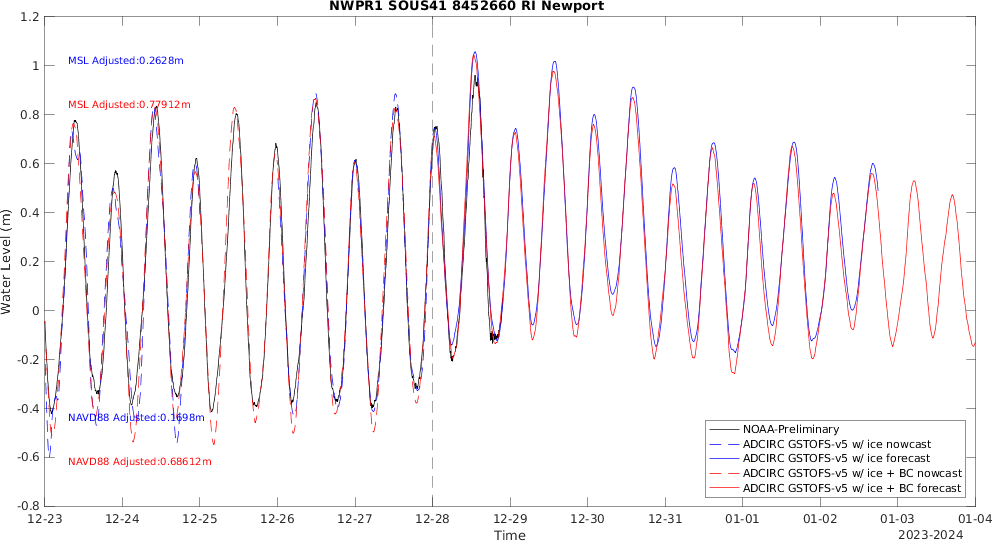 NWPR1 SOUS41 8452660 RI Newport
1.2
1
0.8
0.6
0.4
0.2
0
-0.2
-0.4
-0.6
-0.8
Water Level (m)
MSL Adjusted:0.2628m
MSL Adjusted:0.77912m
NAVD88 Adjusted:0.1698m
NAVD88 Adjusted:0.68612m
NOAA-Preliminary
ADCIRC GSTOFS-v5 w/ ice nowcast
ADCIRC GSTOFS-v5 w/ ice forecast
ADCIRC GSTOFS-v5 w/ ice + BC nowcast
ADCIRC GSTOFS-v5 w/ ice + BC forecast
12-23 12-24 12-25 12-26 12-27 12-28 12-29 12-30 12-31 01-01 01-02 01-03 01-04
Time
2023-2024